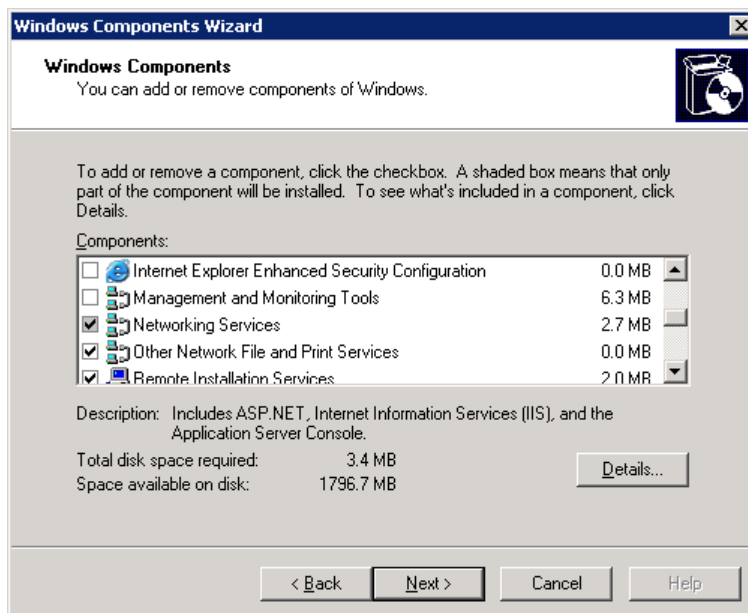 Windows Components Wizard
Windows Components
You can add or remove components of Windows.
To add or remove a component, click the checkbox. A shaded box means that only
part of the component will be installed. To see what's included in a component, click
Details.
Components:
Internet Explorer Enhanced Security Configuration 0.0 MB
Management and Monitoring Tools 6.3 MB
Networking Services 2.7 MB
Other Network File and Print Services 0.0 MB
Remote Installation Services 2.0 MB
Description: Includes ASP.NET, Internet Information Services (IIS), and the
Application Server Console.
Total disk space required: 3.4 MB
Space available on disk: 1796.7 MB
Details...
< Back Next > Cancel Help